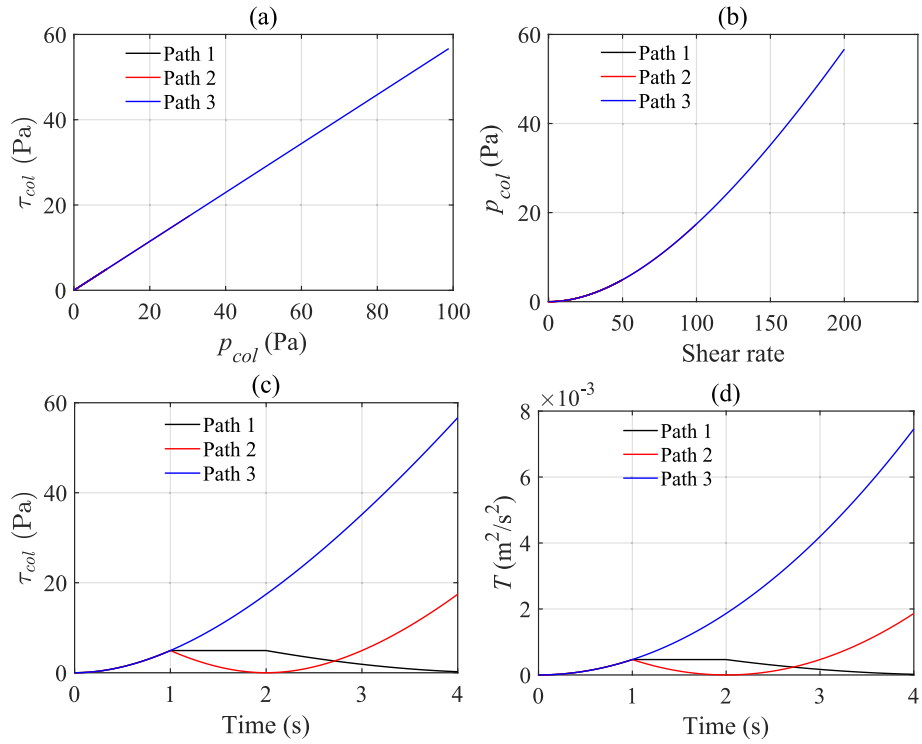 (a)
60
40
20
0
τcol (Pa)
Path 1
Path 2
Path 3
0 20 40 60 80 100
pcol (Pa)
(b)
60
40
20
0
pcol (Pa)
Path 1
Path 2
Path 3
0 50 100 150 200
Shear rate
(c)
60
40
20
0
τcol (Pa)
Path 1
Path 2
Path 3
0 1 2 3 4
Time (s)
(d)
×10-3
8
6
4
2
0
T (m2/s2)
Path 1
Path 2
Path 3
0 1 2 3 4
Time (s)